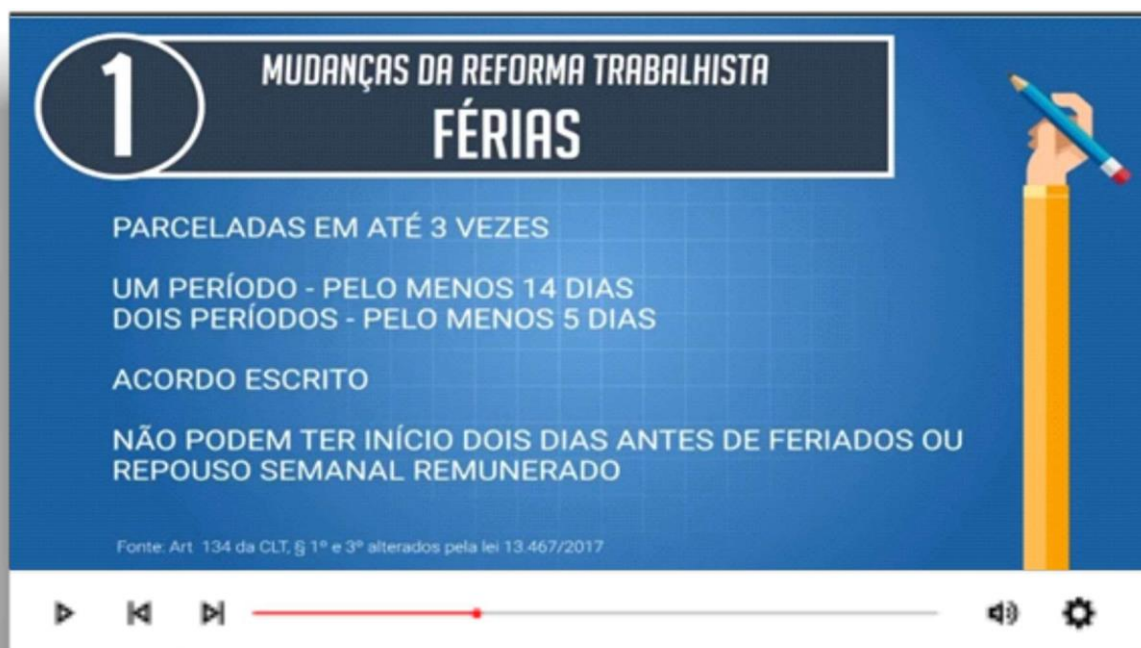 1
MUDANÇAS DA REFORMA TRABALHISTA
FÉRIAS
PARCELADAS EM ATÉ 3 VEZES
UM PERÍODO - PELO MENOS 14 DIAS
DOIS PERÍODOS - PELO MENOS 5 DIAS
ACORDO ESCRITO
NÃO PODEM TER INÍCIO DOIS DIAS ANTES DE FERIADOS OU
REPOUSO SEMANAL REMUNERADO
Fonte: Art 134 da CLT, § 1º e 3º alterados pela lei 13.467/2017